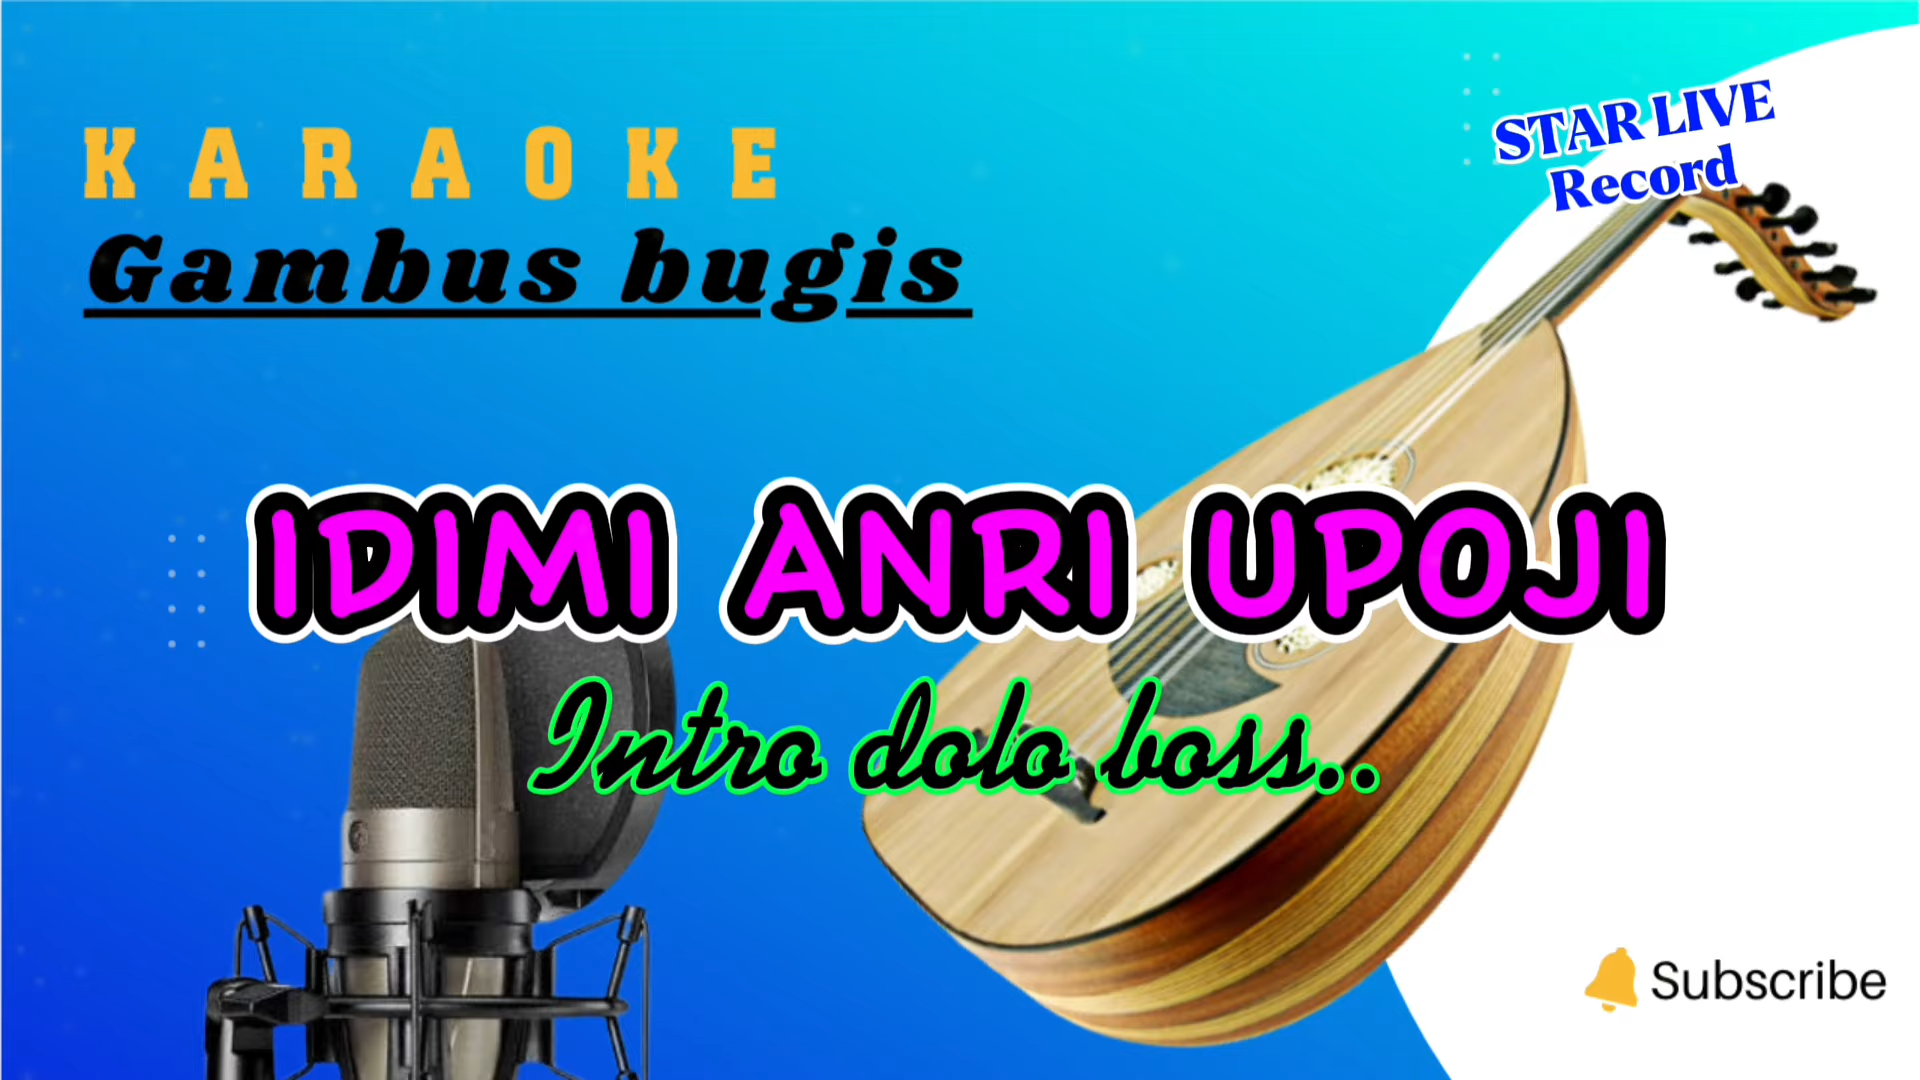 KARAOKE
Gambus bugis
STAR LIVE
Record
IDIMI ANRI UPOJI
Intro dolo boss..
Subscribe